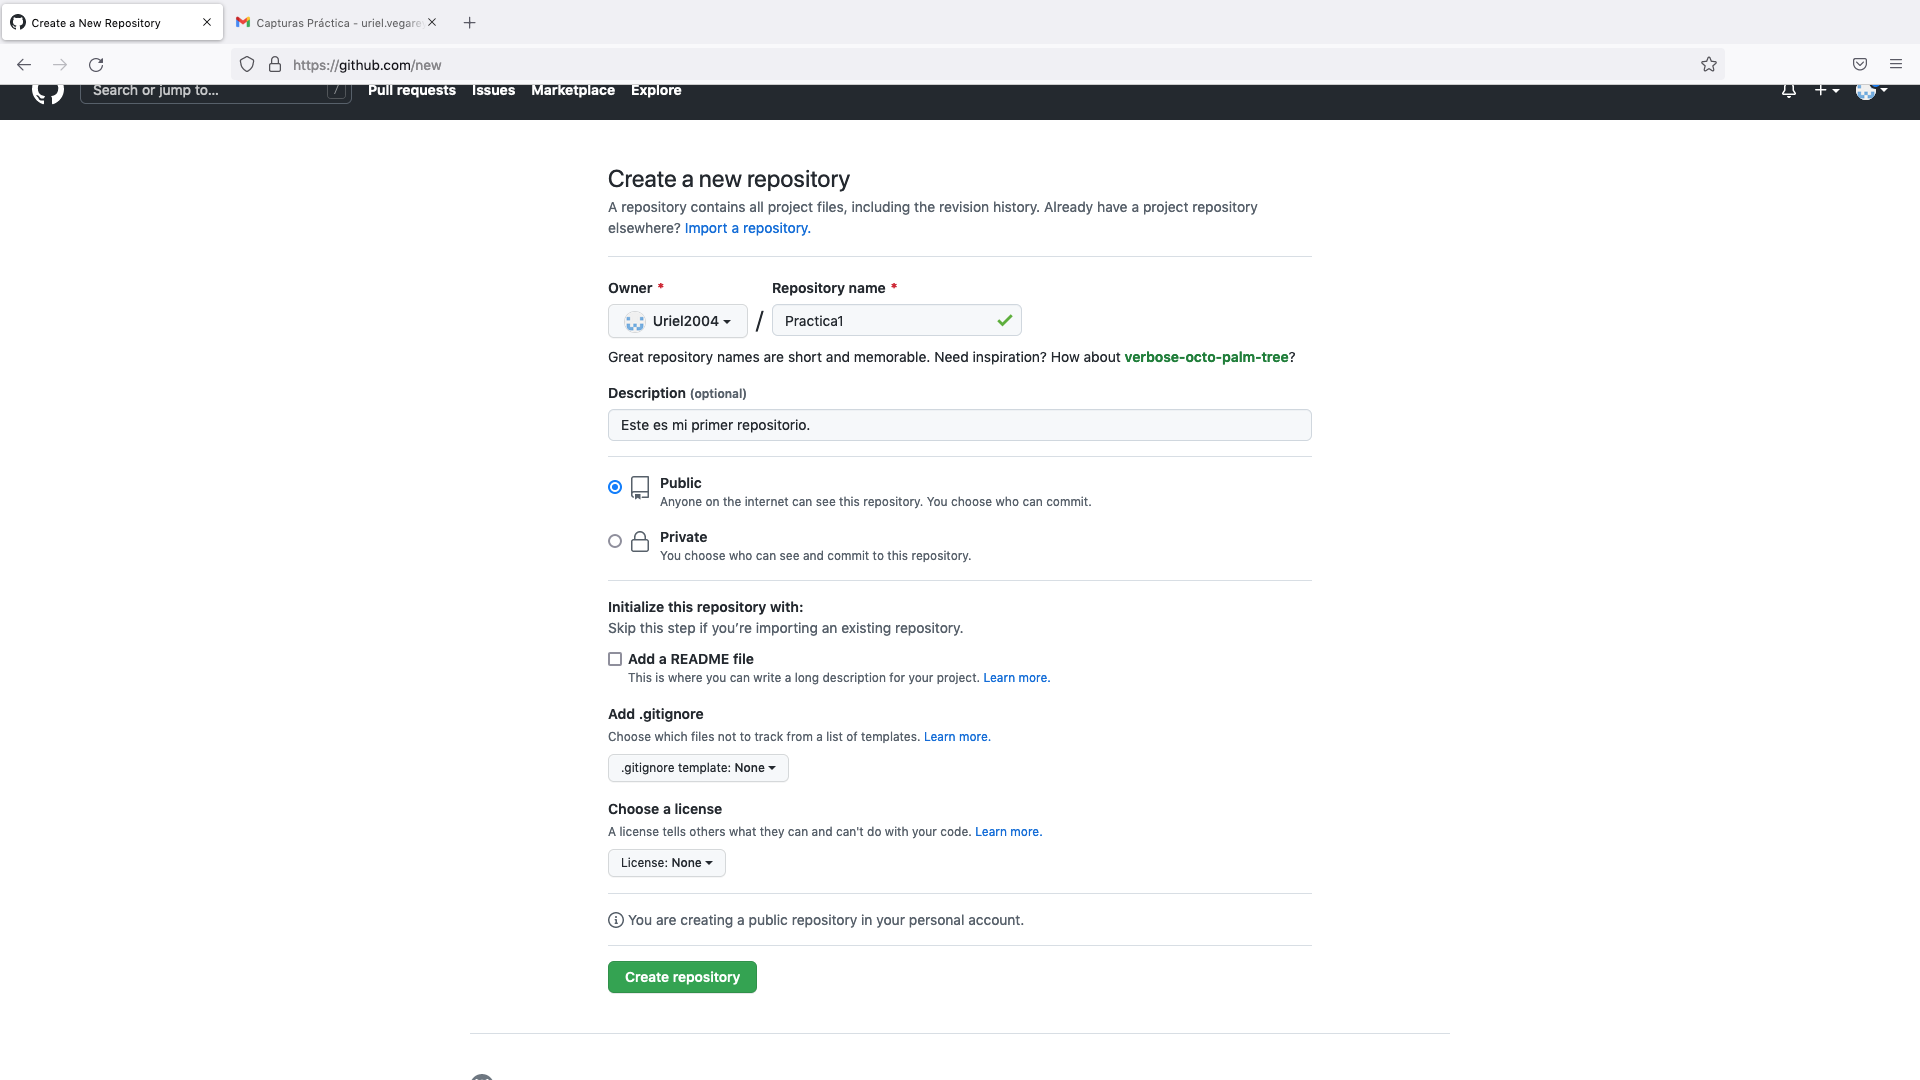 Create a New Repository
Capturas Práctica - uriel.vegare
https://github.com/new
Search or jump to... / Pull requests Issues Marketplace Explore
Create a new repository
A repository contains all project files, including the revision history. Already have a project repository
elsewhere? Import a repository.
Owner * Repository name *
Uriel2004 / Practica1
Great repository names are short and memorable. Need inspiration? How about verbose-octo-palm-tree?
Description (optional)
Este es mi primer repositorio.
Public
Anyone on the internet can see this repository. You choose who can commit.
Private
You choose who can see and commit to this repository.
Initialize this repository with:
Skip this step if you’re importing an existing repository.
Add a README file
This is where you can write a long description for your project. Learn more.
Add .gitignore
Choose which files not to track from a list of templates. Learn more.
.gitignore template: None
Choose a license
A license tells others what they can and can't do with your code. Learn more.
License: None
You are creating a public repository in your personal account.
Create repository